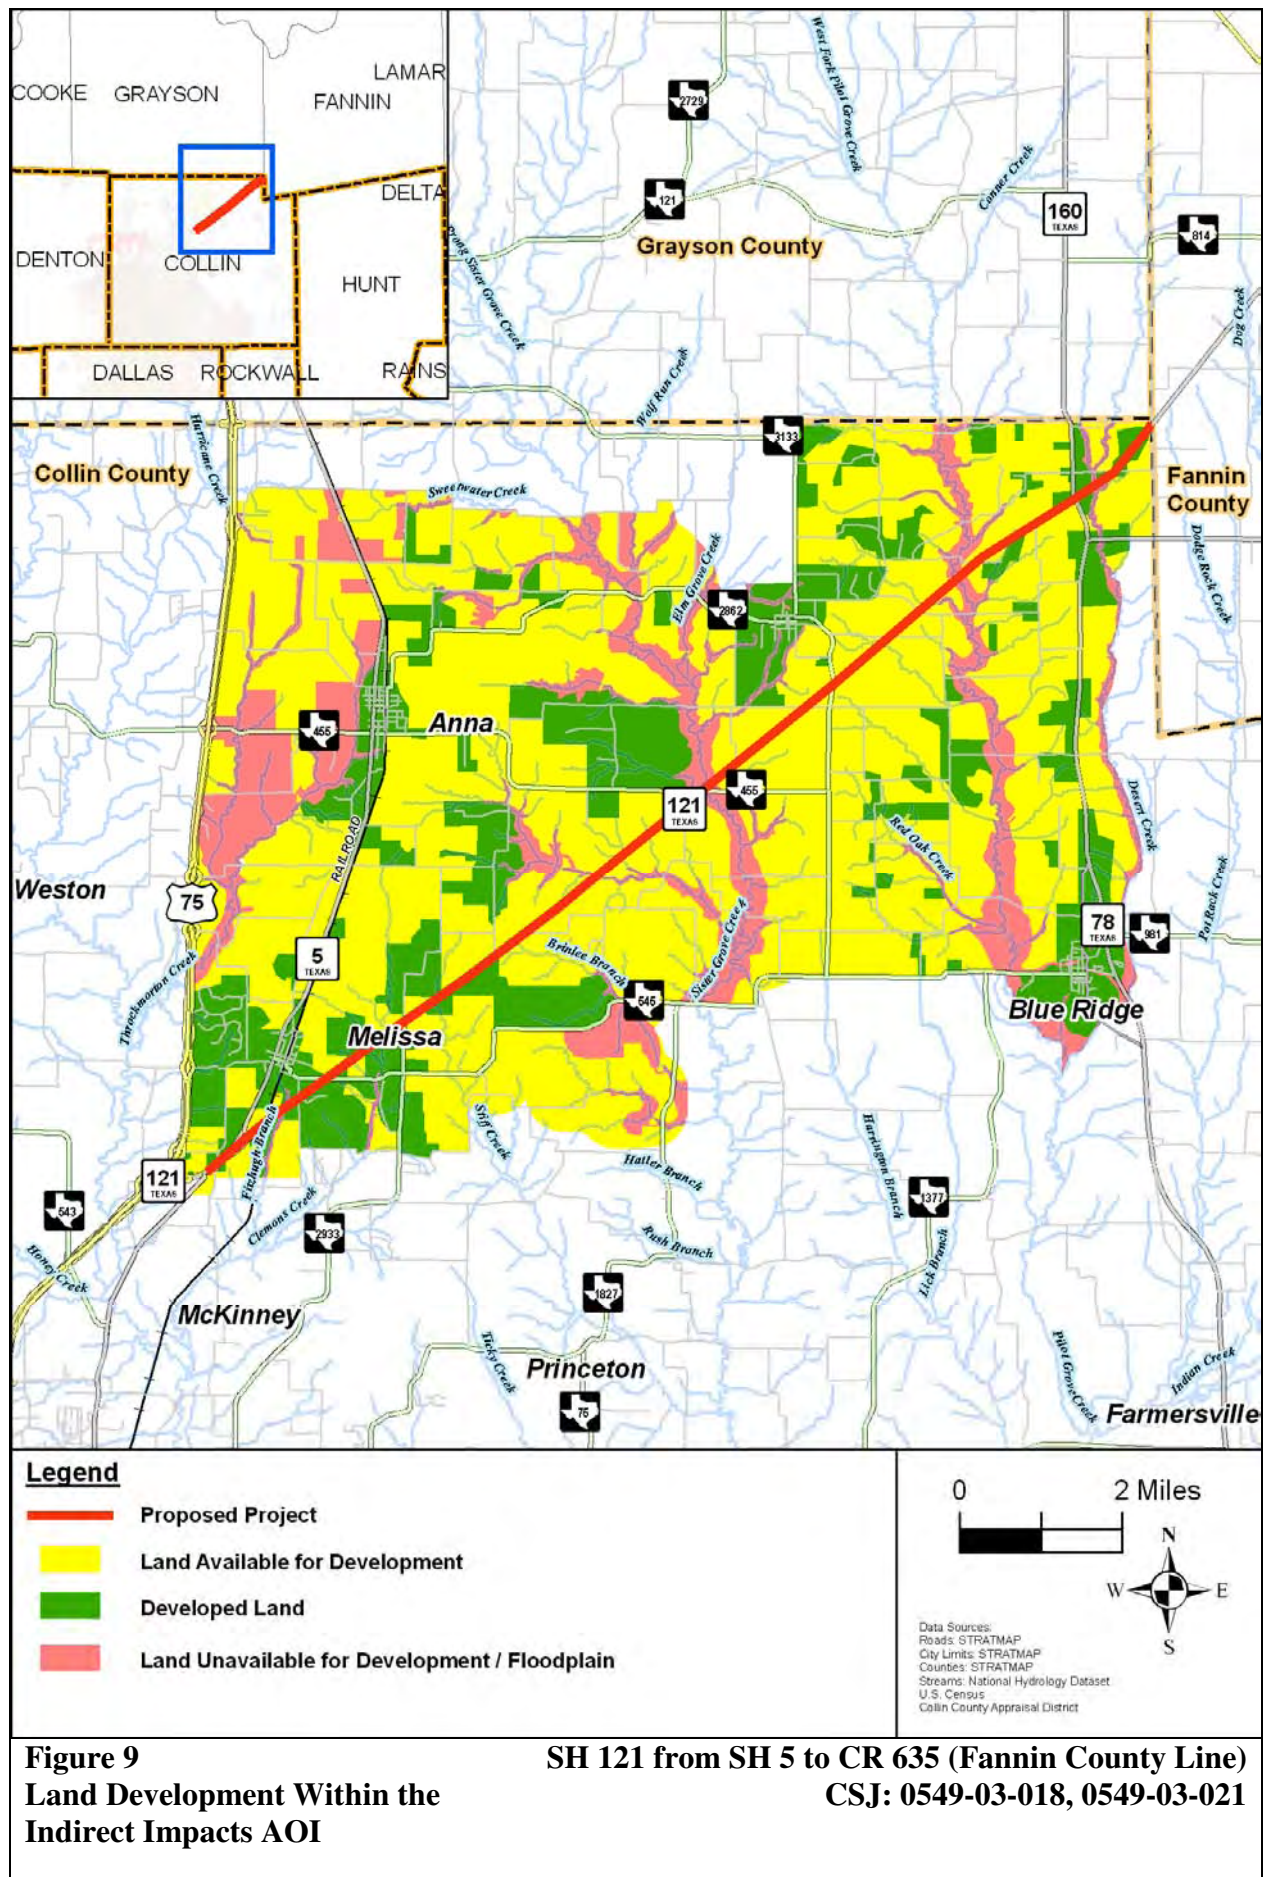 COOKE
GRAYSON
LAMAR
FANNIN
DELTA
DENTON
COLLIN
HUNT
DALLAS
ROCKWALL
RAINS
2729
West Fork Pilot Grove Creek
121
Conner Creek
160
TEXAS
814
Grayson County
Prong Sister Grove Creek
Dog Creek
Wolf Run Creek
Hurricane Creek
3133
Collin County
Sweetwater Creek
Fannin
County
Dodge Rock Creek
Elm Grove Creek
2862
455
Anna
121
TEXAS
455
Desert Creek
RAILROAD
Red Oak Creek
Weston
75
Pot Rack Creek
78
TEXAS
981
5
TEXAS
Throckmorton Creek
Brinlee Branch
Sister Grove Creek
545
Blue Ridge
Melissa
Stiff Creek
Fitzhugh Branch
121
TEXAS
Hatler Branch
Harrington Branch
543
Clemons Creek
2933
1377
Honey Creek
Rush Branch
Lick Branch
1827
McKinney
Ticky Creek
Princeton
Pilot Grove Creek
Indian Creek
75
Farmersville
Legend
Proposed Project
Land Available for Development
Developed Land
Land Unavailable for Development / Floodplain
0 2 Miles
N
W E
S
Data Sources:
Roads: STRATMAP
City Limits: STRATMAP
Counties: STRATMAP
Streams: National Hydrology Dataset
U.S. Census
Collin County Appraisal District
Figure 9
Land Development Within the
Indirect Impacts AOI
SH 121 from SH 5 to CR 635 (Fannin County Line)
CSJ: 0549-03-018, 0549-03-021